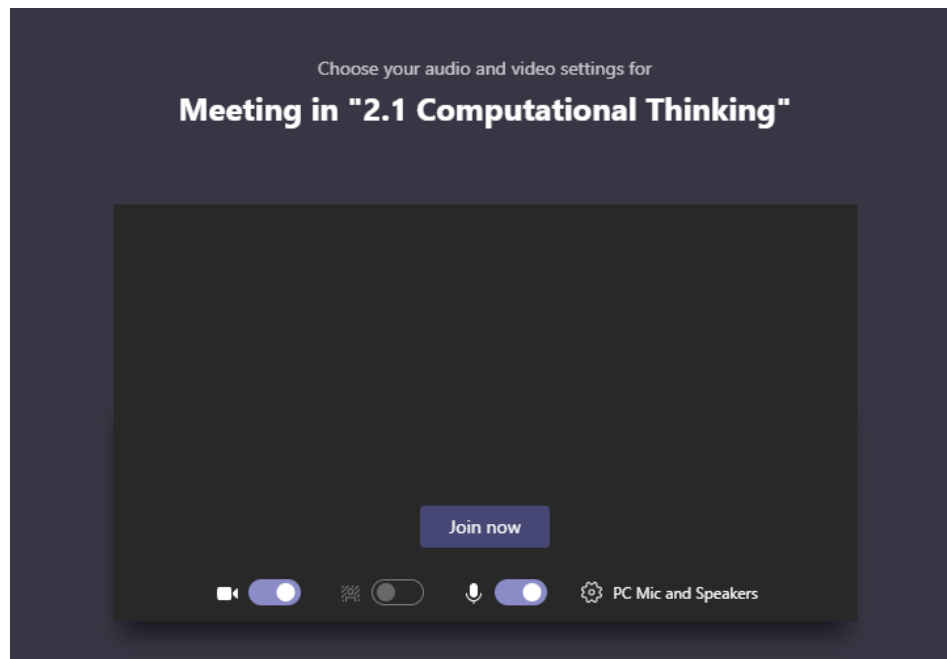 Choose your audio and video settings for
Meeting in "2.1 Computational Thinking"
Join now
PC Mic and Speakers